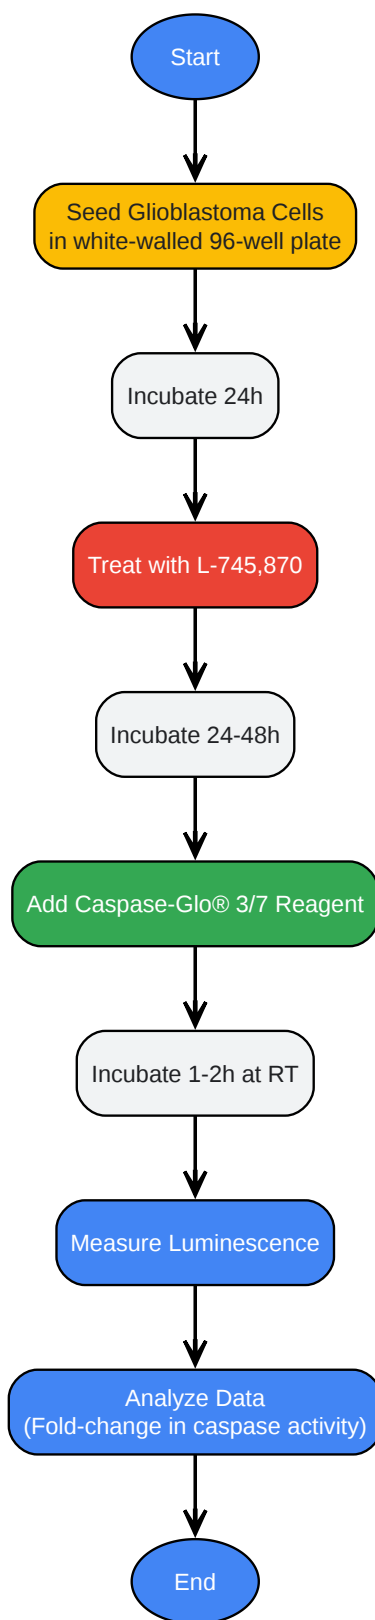 Start
Seed Glioblastoma Cells
in white-walled 96-well plate
Incubate 24h
Treat with L-745,870
Incubate 24-48h
Add Caspase-Glo® 3/7 Reagent
Incubate 1-2h at RT
Measure Luminescence
Analyze Data
(Fold-change in caspase activity)
End